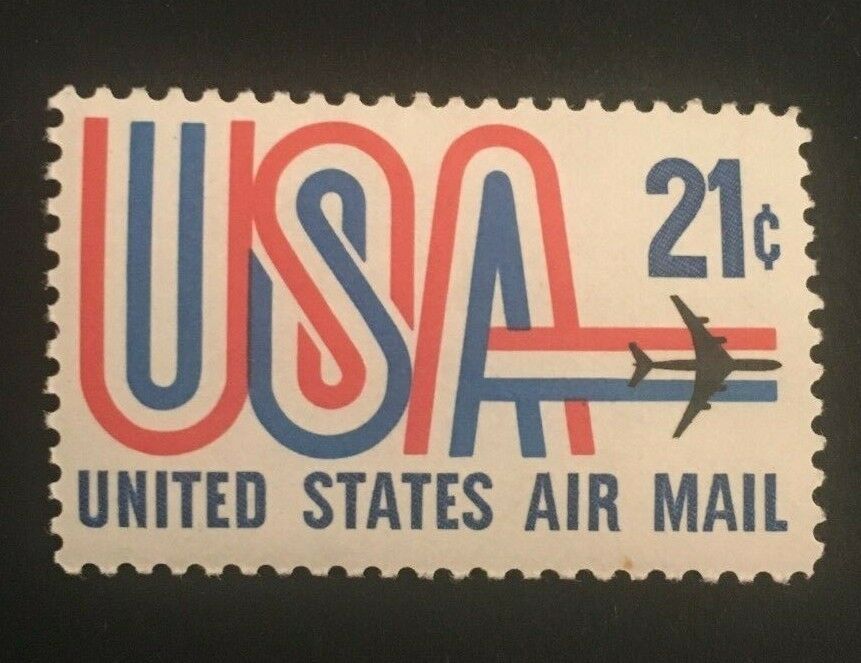 USA
21¢
UNITED STATES AIR MAIL